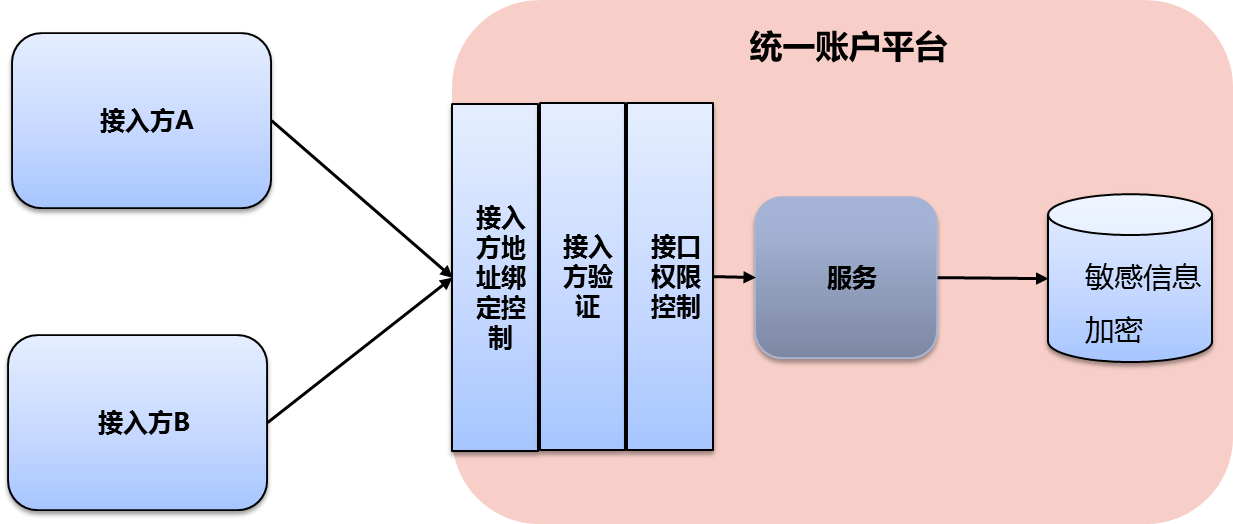 统一账户平台
接入方A
接入方B
接入
方地
址绑
定控
制
接入
方验
证
接口
权限
控制
服务
敏感信息
加密